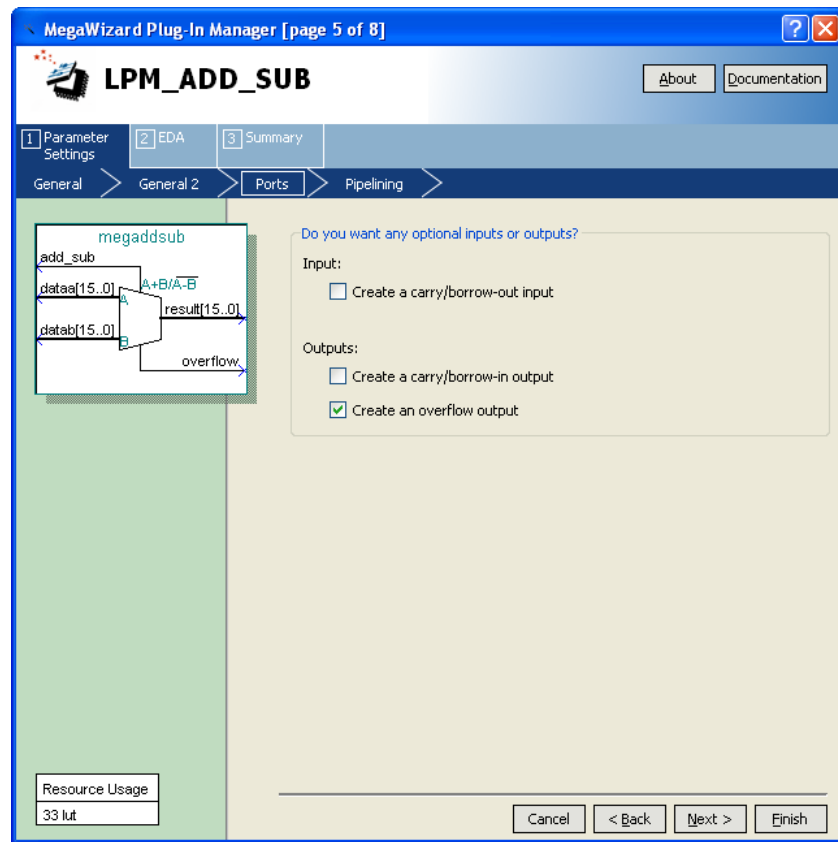 MegaWizard Plug-In Manager [page 5 of 8]
LPM_ADD_SUB
About
Documentation
1 Parameter Settings
2 EDA
3 Summary
General
General 2
Ports
Pipelining
megaddsub
add_sub
A+B/A-B
dataa[15..0]
A
result[15..0]
datab[15..0]
B
overflow
Do you want any optional inputs or outputs?
Input:
Create a carry/borrow-out input
Outputs:
Create a carry/borrow-in output
Create an overflow output
Resource Usage
33 lut
Cancel
< Back
Next >
Finish